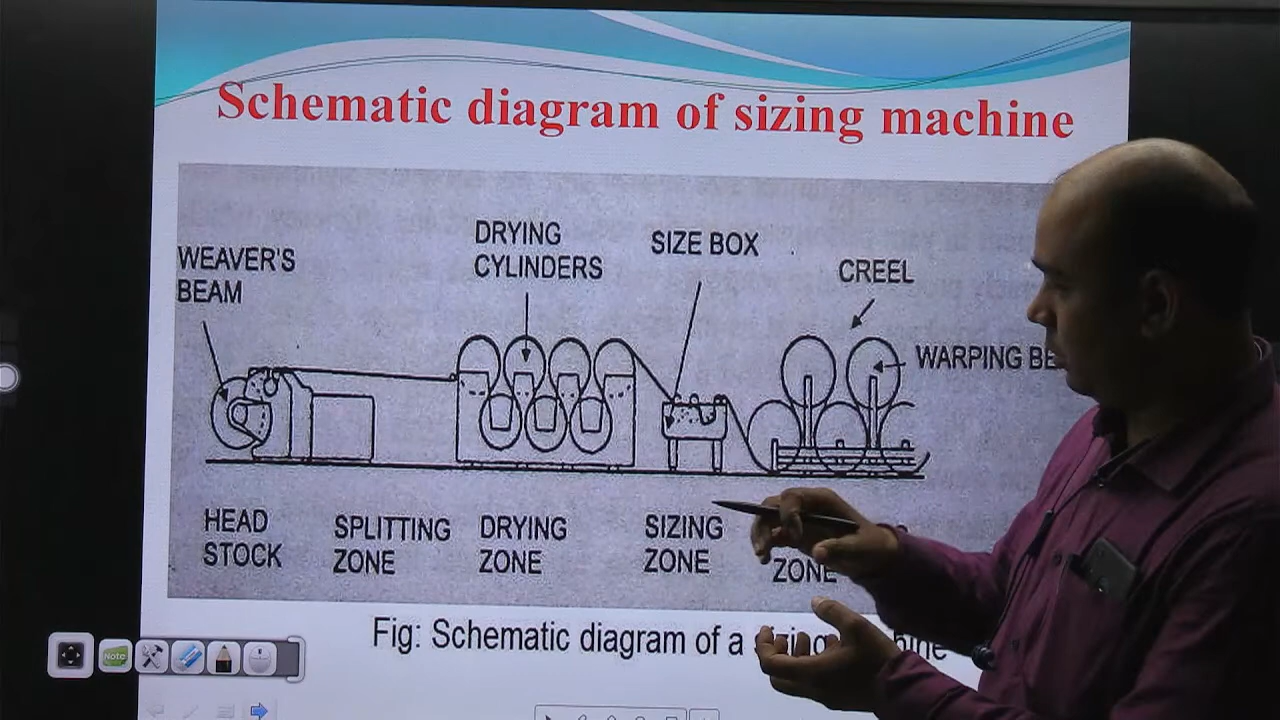 Schematic diagram of sizing machine
WEAVER'S
BEAM
DRYING
CYLINDERS
SIZE BOX
CREEL
WARPING
HEAD
STOCK
SPLITTING
ZONE
DRYING
ZONE
SIZING
ZONE
ZONE
Fig: Schematic diagram of a
Note